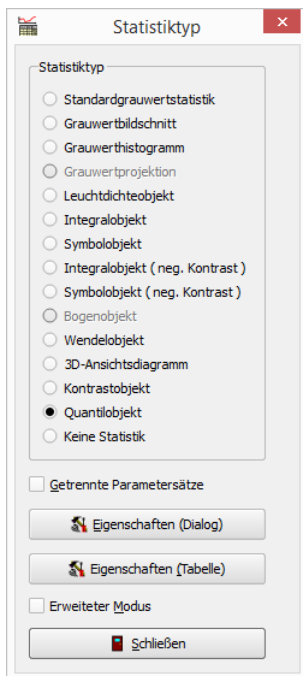 Statistiktyp
Statistiktyp
Standardgrauwertstatistik
Grauwertbildschnitt
Grauwerthistogramm
Grauwertprojektion
Leuchtdichteobjekt
Integralobjekt
Symbolobjekt
Integralobjekt ( neg. Kontrast )
Symbolobjekt ( neg. Kontrast )
Bogenobjekt
Wendelobjekt
3D-Ansichtsdiagramm
Kontrastobjekt
Quantilobjekt
Keine Statistik
Getrennte Parametersätze
Eigenschaften (Dialog)
Eigenschaften (Tabelle)
Erweiteter Modus
Schließen